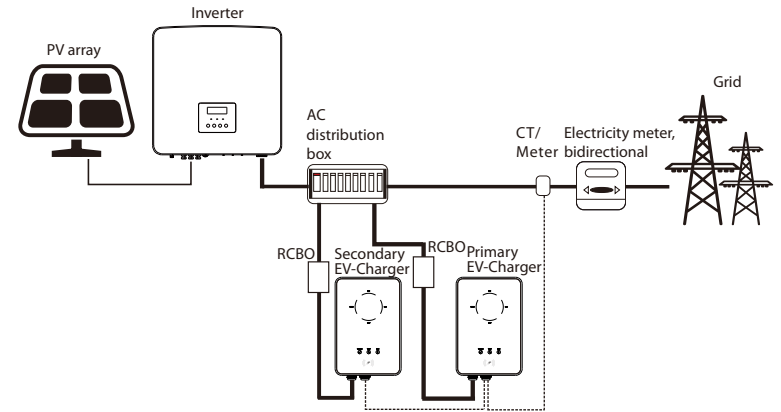 Inverter
PV array
Grid
AC
distribution
box
CT/
Meter
Electricity meter,
bidirectional
RCBO
Secondary
EV-Charger
RCBO
Primary
EV-Charger